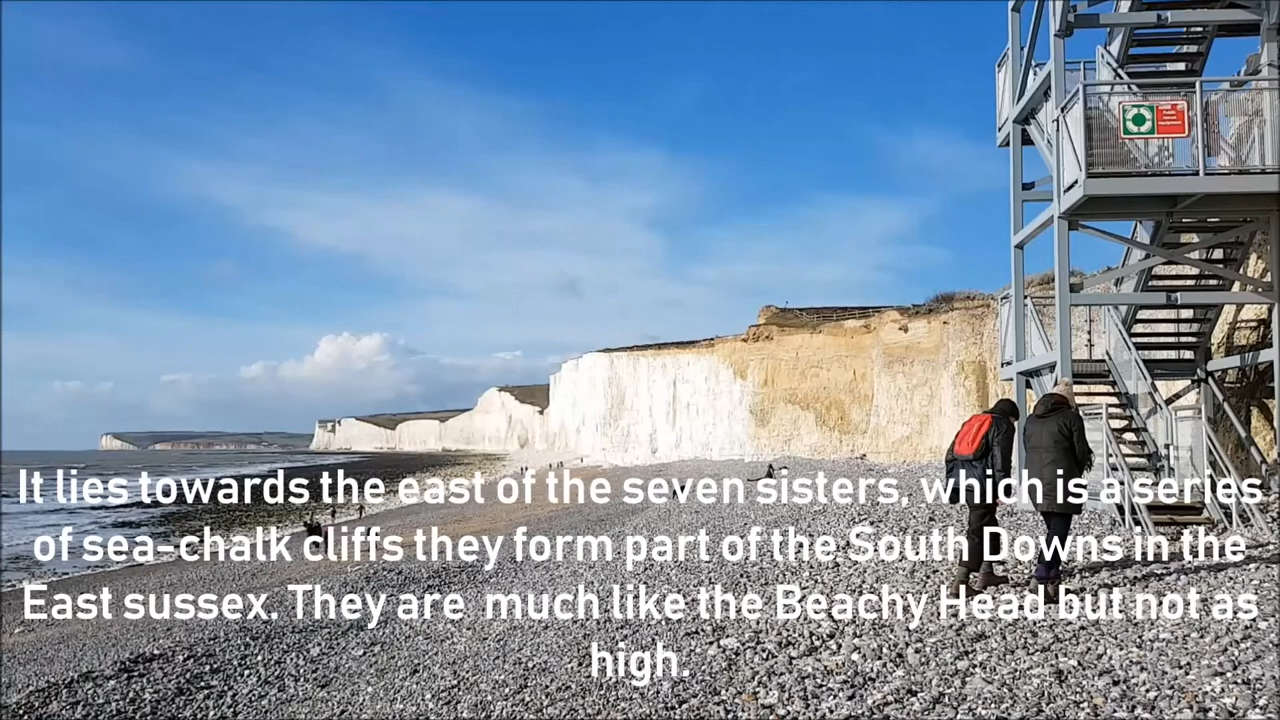 It lies towards the east of the seven sisters, which is a series
of sea-chalk cliffs they form part of the South Downs in the
East sussex. They are  much like the Beachy Head but not as
high.